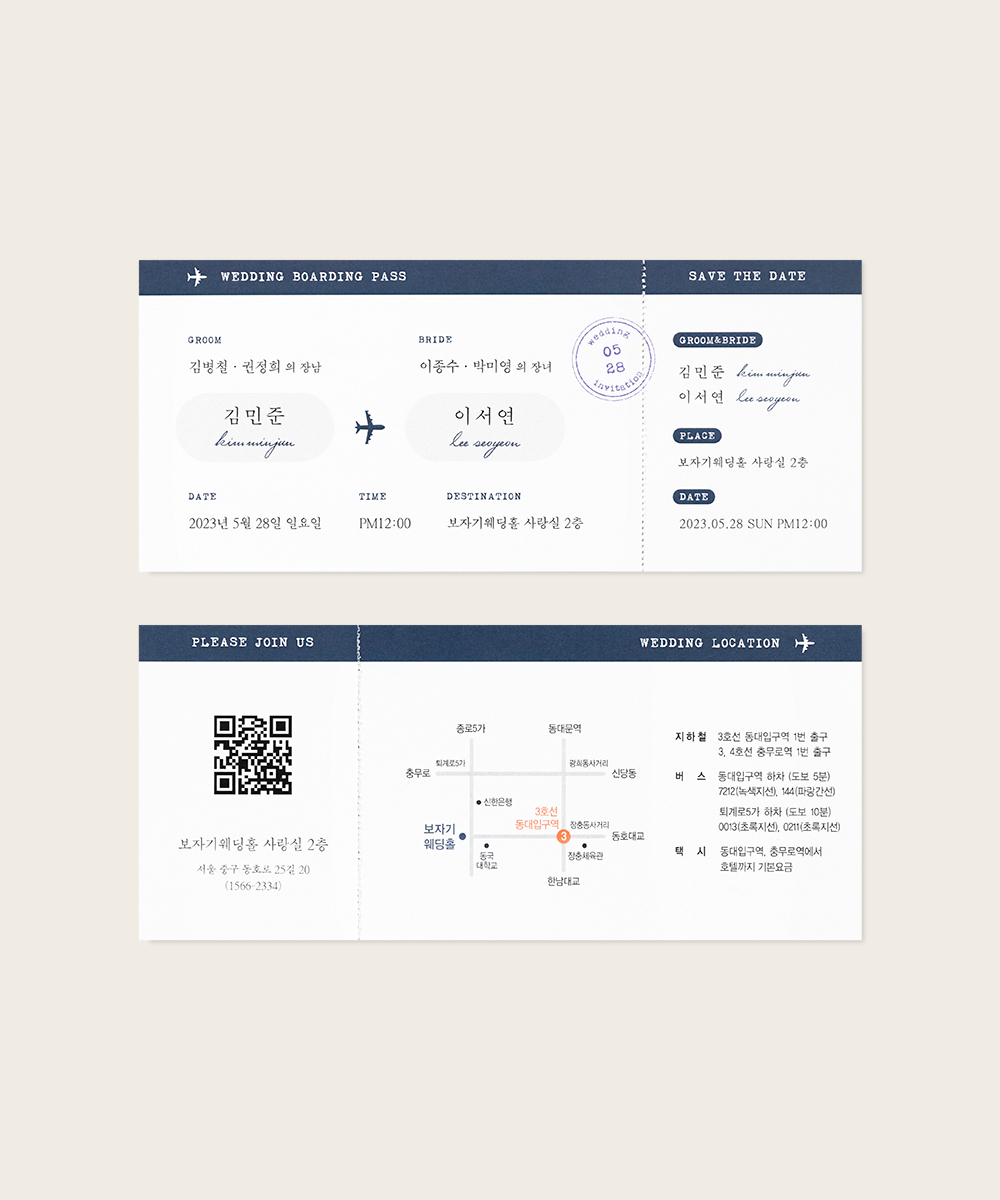 WEDDING BOARDING PASS
SAVE THE DATE
GROOM
김병철 · 권정희 의 장남
김민준
kim minjun
BRIDE
이종수 · 박미영 의 장녀
이서연
lee seoyeon
wedding
05
28
invitation
DATE
2023년 5월 28일 일요일
TIME
PM12:00
DESTINATION
보자기웨딩홀 사랑실 2층
GROOM&BRIDE
김민준 kim minjun
이서연 lee seoyeon
PLACE
보자기웨딩홀 사랑실 2층
DATE
2023.05.28 SUN PM12:00
PLEASE JOIN US
WEDDING LOCATION
보자기웨딩홀 사랑실 2층
서울 중구 동호로 25길 20
(1566-2334)
종로5가
동대문역
퇴계로5가
광희동사거리
충무로
신당동
신한은행
3호선
동대입구역
장충동사거리
보자기
웨딩홀
3
동호대교
동국
대학교
장충체육관
한남대교
지하철 3호선 동대입구역 1번 출구
3, 4호선 충무로역 1번 출구
버 스 동대입구역 하차 (도보 5분)
7212(녹색지선), 144(파랑간선)
퇴계로5가 하차 (도보 10분)
0013(초록지선), 0211(초록지선)
택 시 동대입구역, 충무로역에서
호텔까지 기본요금